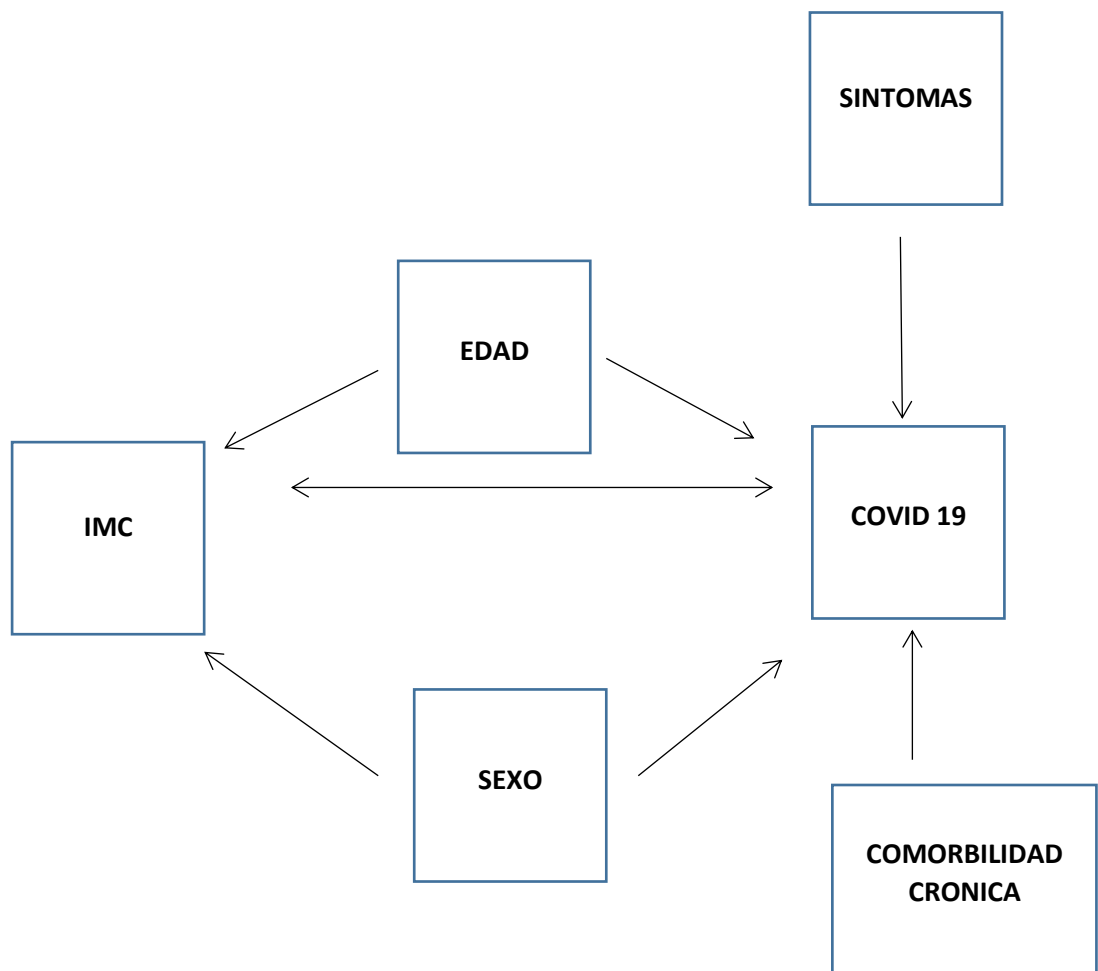 SINTOMAS
EDAD
IMC
COVID 19
SEXO
COMORBILIDAD
CRONICA